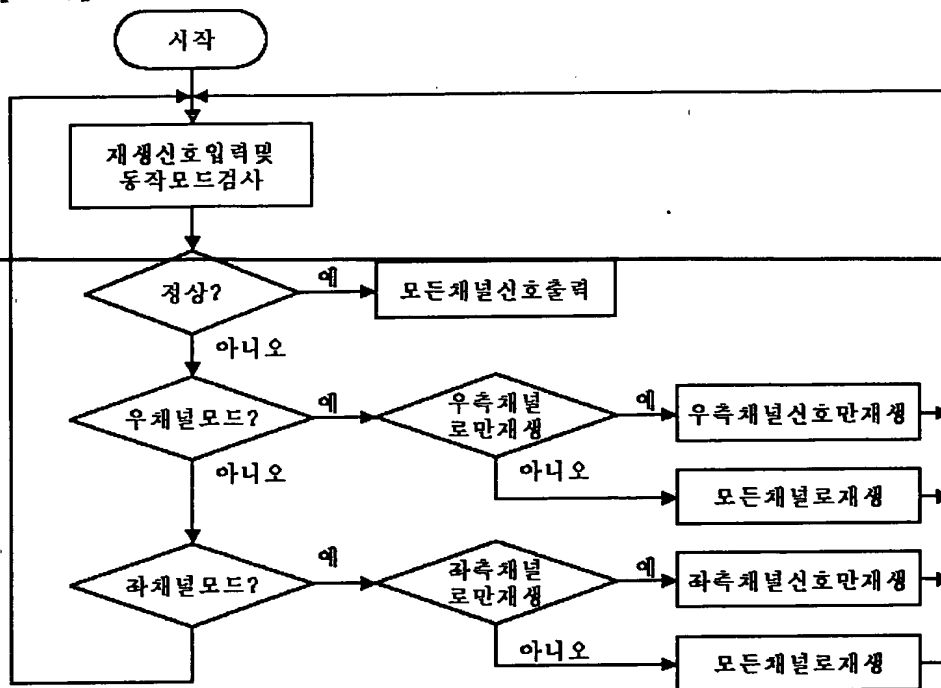 시작
재생신호입력및
동작모드검사
정상?
예
모든채널신호출력
아니오
우채널모드?
예
우측채널
로만재생
예
우측채널신호만재생
아니오
아니오
모든채널로재생
좌채널모드?
예
좌측채널
로만재생
예
좌측채널신호만재생
아니오
모든채널로재생